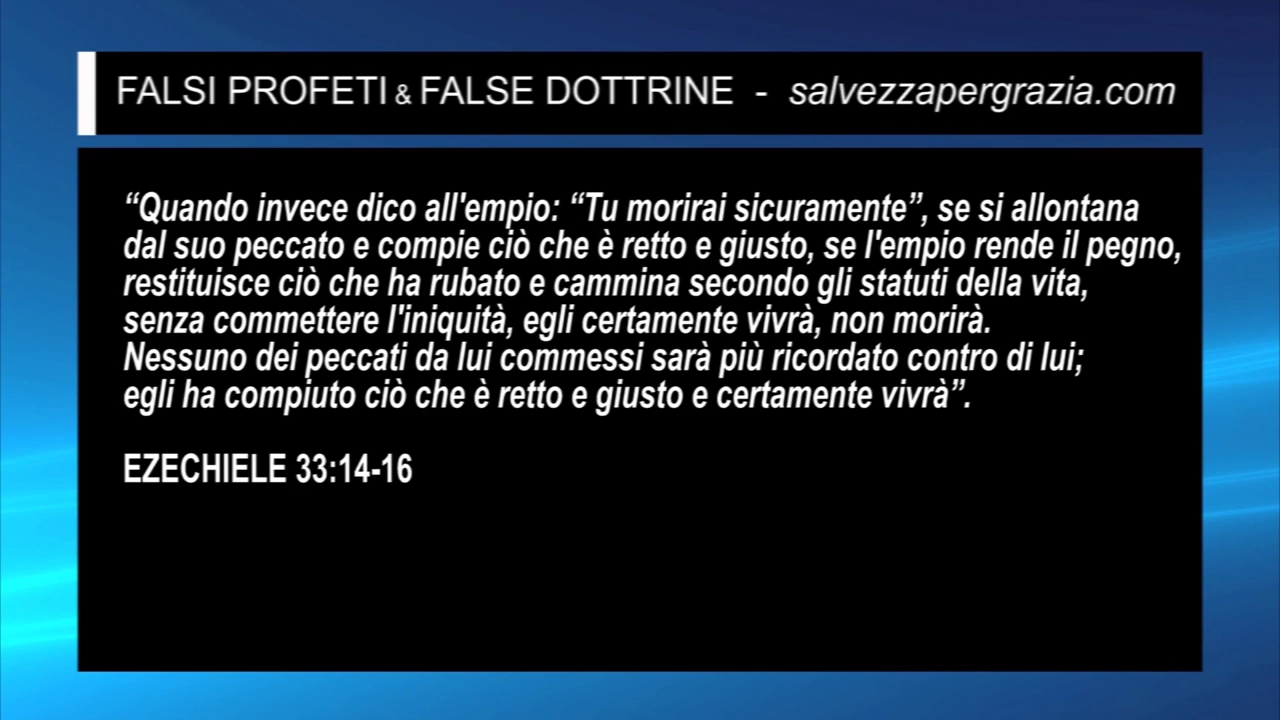 FALSI PROFETI & FALSE DOTTRINE - salvezzapergrazia.com
“Quando invece dico all'empio: “Tu morirai sicuramente”, se si allontana
dal suo peccato e compie ciò che è retto e giusto, se l'empio rende il pegno,
restituisce ciò che ha rubato e cammina secondo gli statuti della vita,
senza commettere l'iniquità, egli certamente vivrà, non morirà.
Nessuno dei peccati da lui commessi sarà più ricordato contro di lui;
egli ha compiuto ciò che è retto e giusto e certamente vivrà”.
EZECHIELE 33:14-16